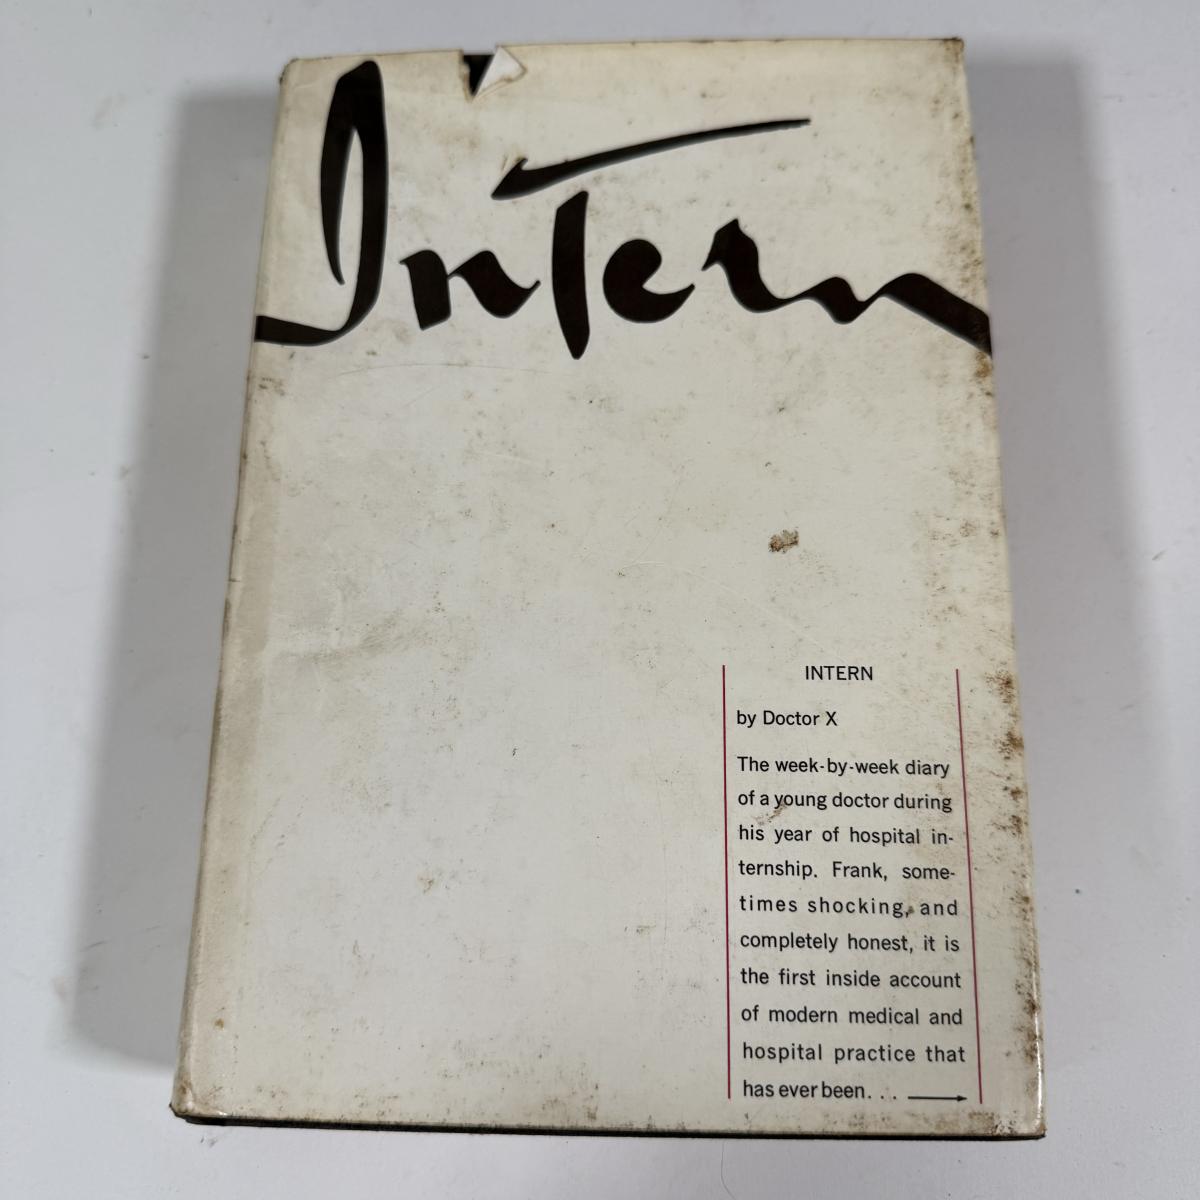 Intern
INTERN
by Doctor X
The week-by-week diary
of a young doctor during
his year of hospital in-
ternship. Frank, some-
times shocking, and
completely honest, it is
the first inside account
of modern medical and
hospital practice that
has ever been. . .